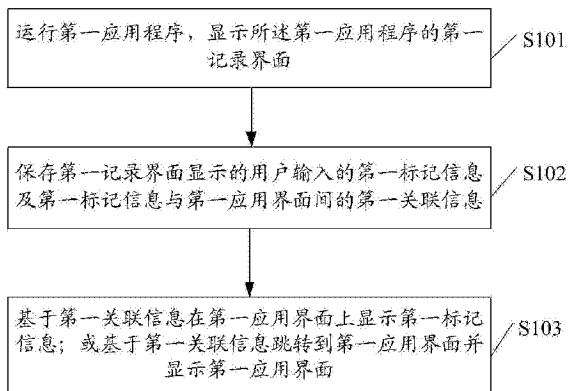 运行第一应用程序，显示所述第一应用程序的第一
记录界面
S101
保存第一记录界面显示的用户输入的第一标记信息
及第一标记信息与第一应用界面间的第一关联信息
S102
基于第一关联信息在第一应用界面上显示第一标记
信息；或基于第一关联信息跳转到第一应用界面并
显示第一应用界面
S103